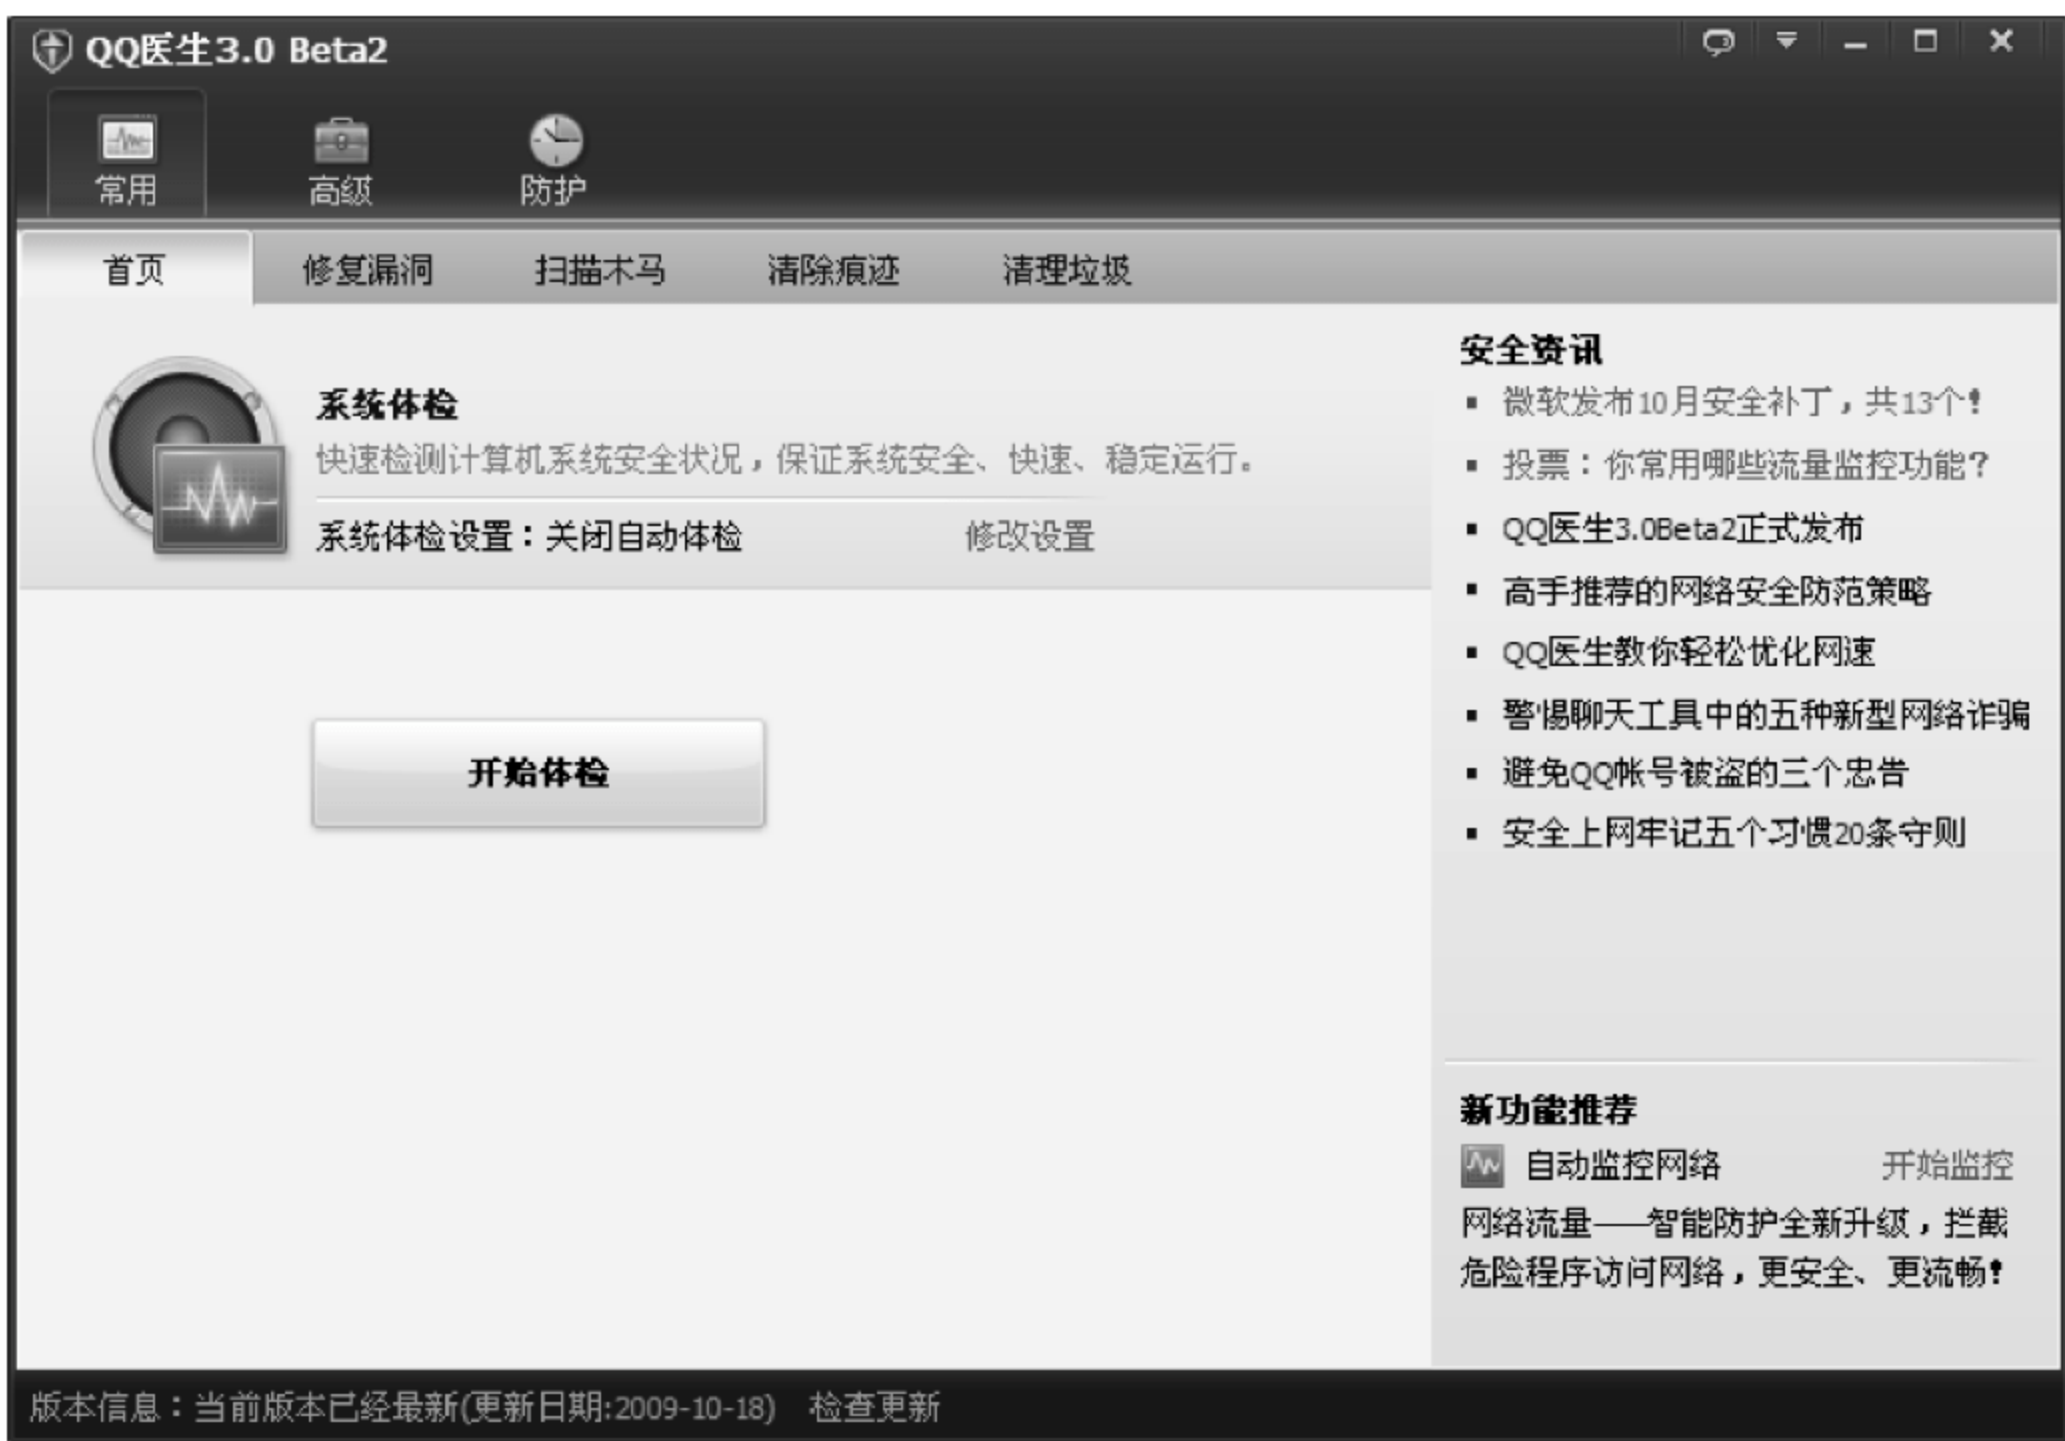 QQ医生3.0 Beta2
常用 高级 防护
首页 修复漏洞 扫描木马 清除痕迹 清理垃圾
系统体检
快速检测计算机系统安全状况，保证系统安全、快速、稳定运行。
系统体检设置：关闭自动体检 修改设置
开始体检
安全资讯
▪ 微软发布10月安全补丁，共13个！
▪ 投票：你常用哪些流量监控功能？
▪ QQ医生3.0Beta2正式发布
▪ 高手推荐的网络安全防范策略
▪ QQ医生教你轻松优化网速
▪ 警惕聊天工具中的五种新型网络诈骗
▪ 避免QQ帐号被盗的三个忠告
▪ 安全上网牢记五个习惯20条守则
新功能推荐
自动监控网络 开始监控
网络流量——智能防护全新升级，拦截
危险程序访问网络，更安全、更流畅！
版本信息：当前版本已经最新(更新日期:2009-10-18) 检查更新